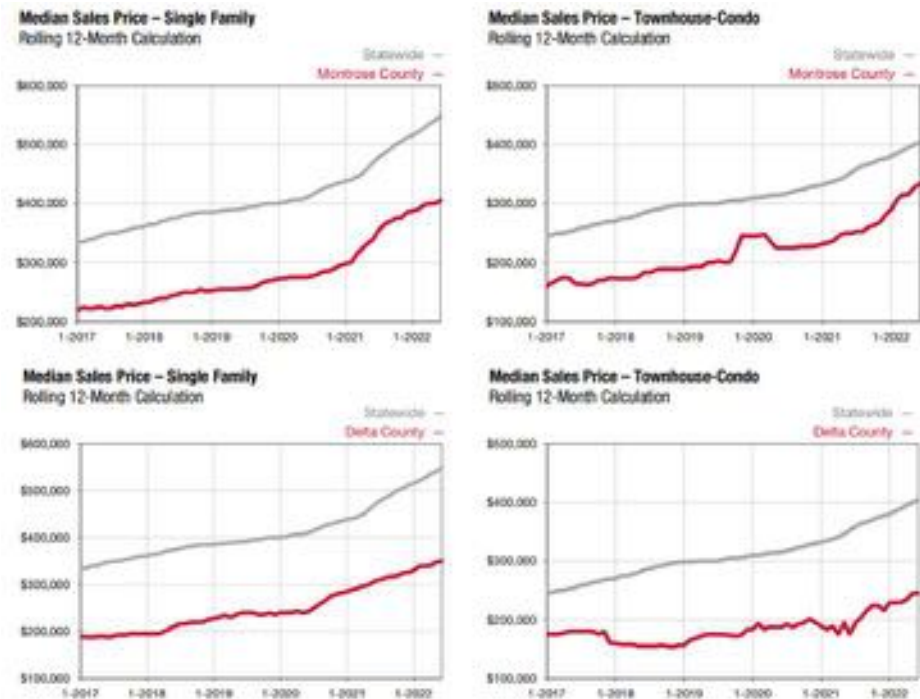 Median Sales Price – Single Family
Rolling 12-Month Calculation
Statewide –
Montrose County –
$600,000
$500,000
$400,000
$300,000
$200,000
1-2017 1-2018 1-2019 1-2020 1-2021 1-2022
Median Sales Price – Townhouse-Condo
Rolling 12-Month Calculation
Statewide –
Montrose County –
$500,000
$400,000
$300,000
$200,000
$100,000
1-2017 1-2018 1-2019 1-2020 1-2021 1-2022
Median Sales Price – Single Family
Rolling 12-Month Calculation
Statewide –
Delta County –
$600,000
$500,000
$400,000
$300,000
$200,000
$100,000
1-2017 1-2018 1-2019 1-2020 1-2021 1-2022
Median Sales Price – Townhouse-Condo
Rolling 12-Month Calculation
Statewide –
Delta County –
$500,000
$400,000
$300,000
$200,000
$100,000
1-2017 1-2018 1-2019 1-2020 1-2021 1-2022